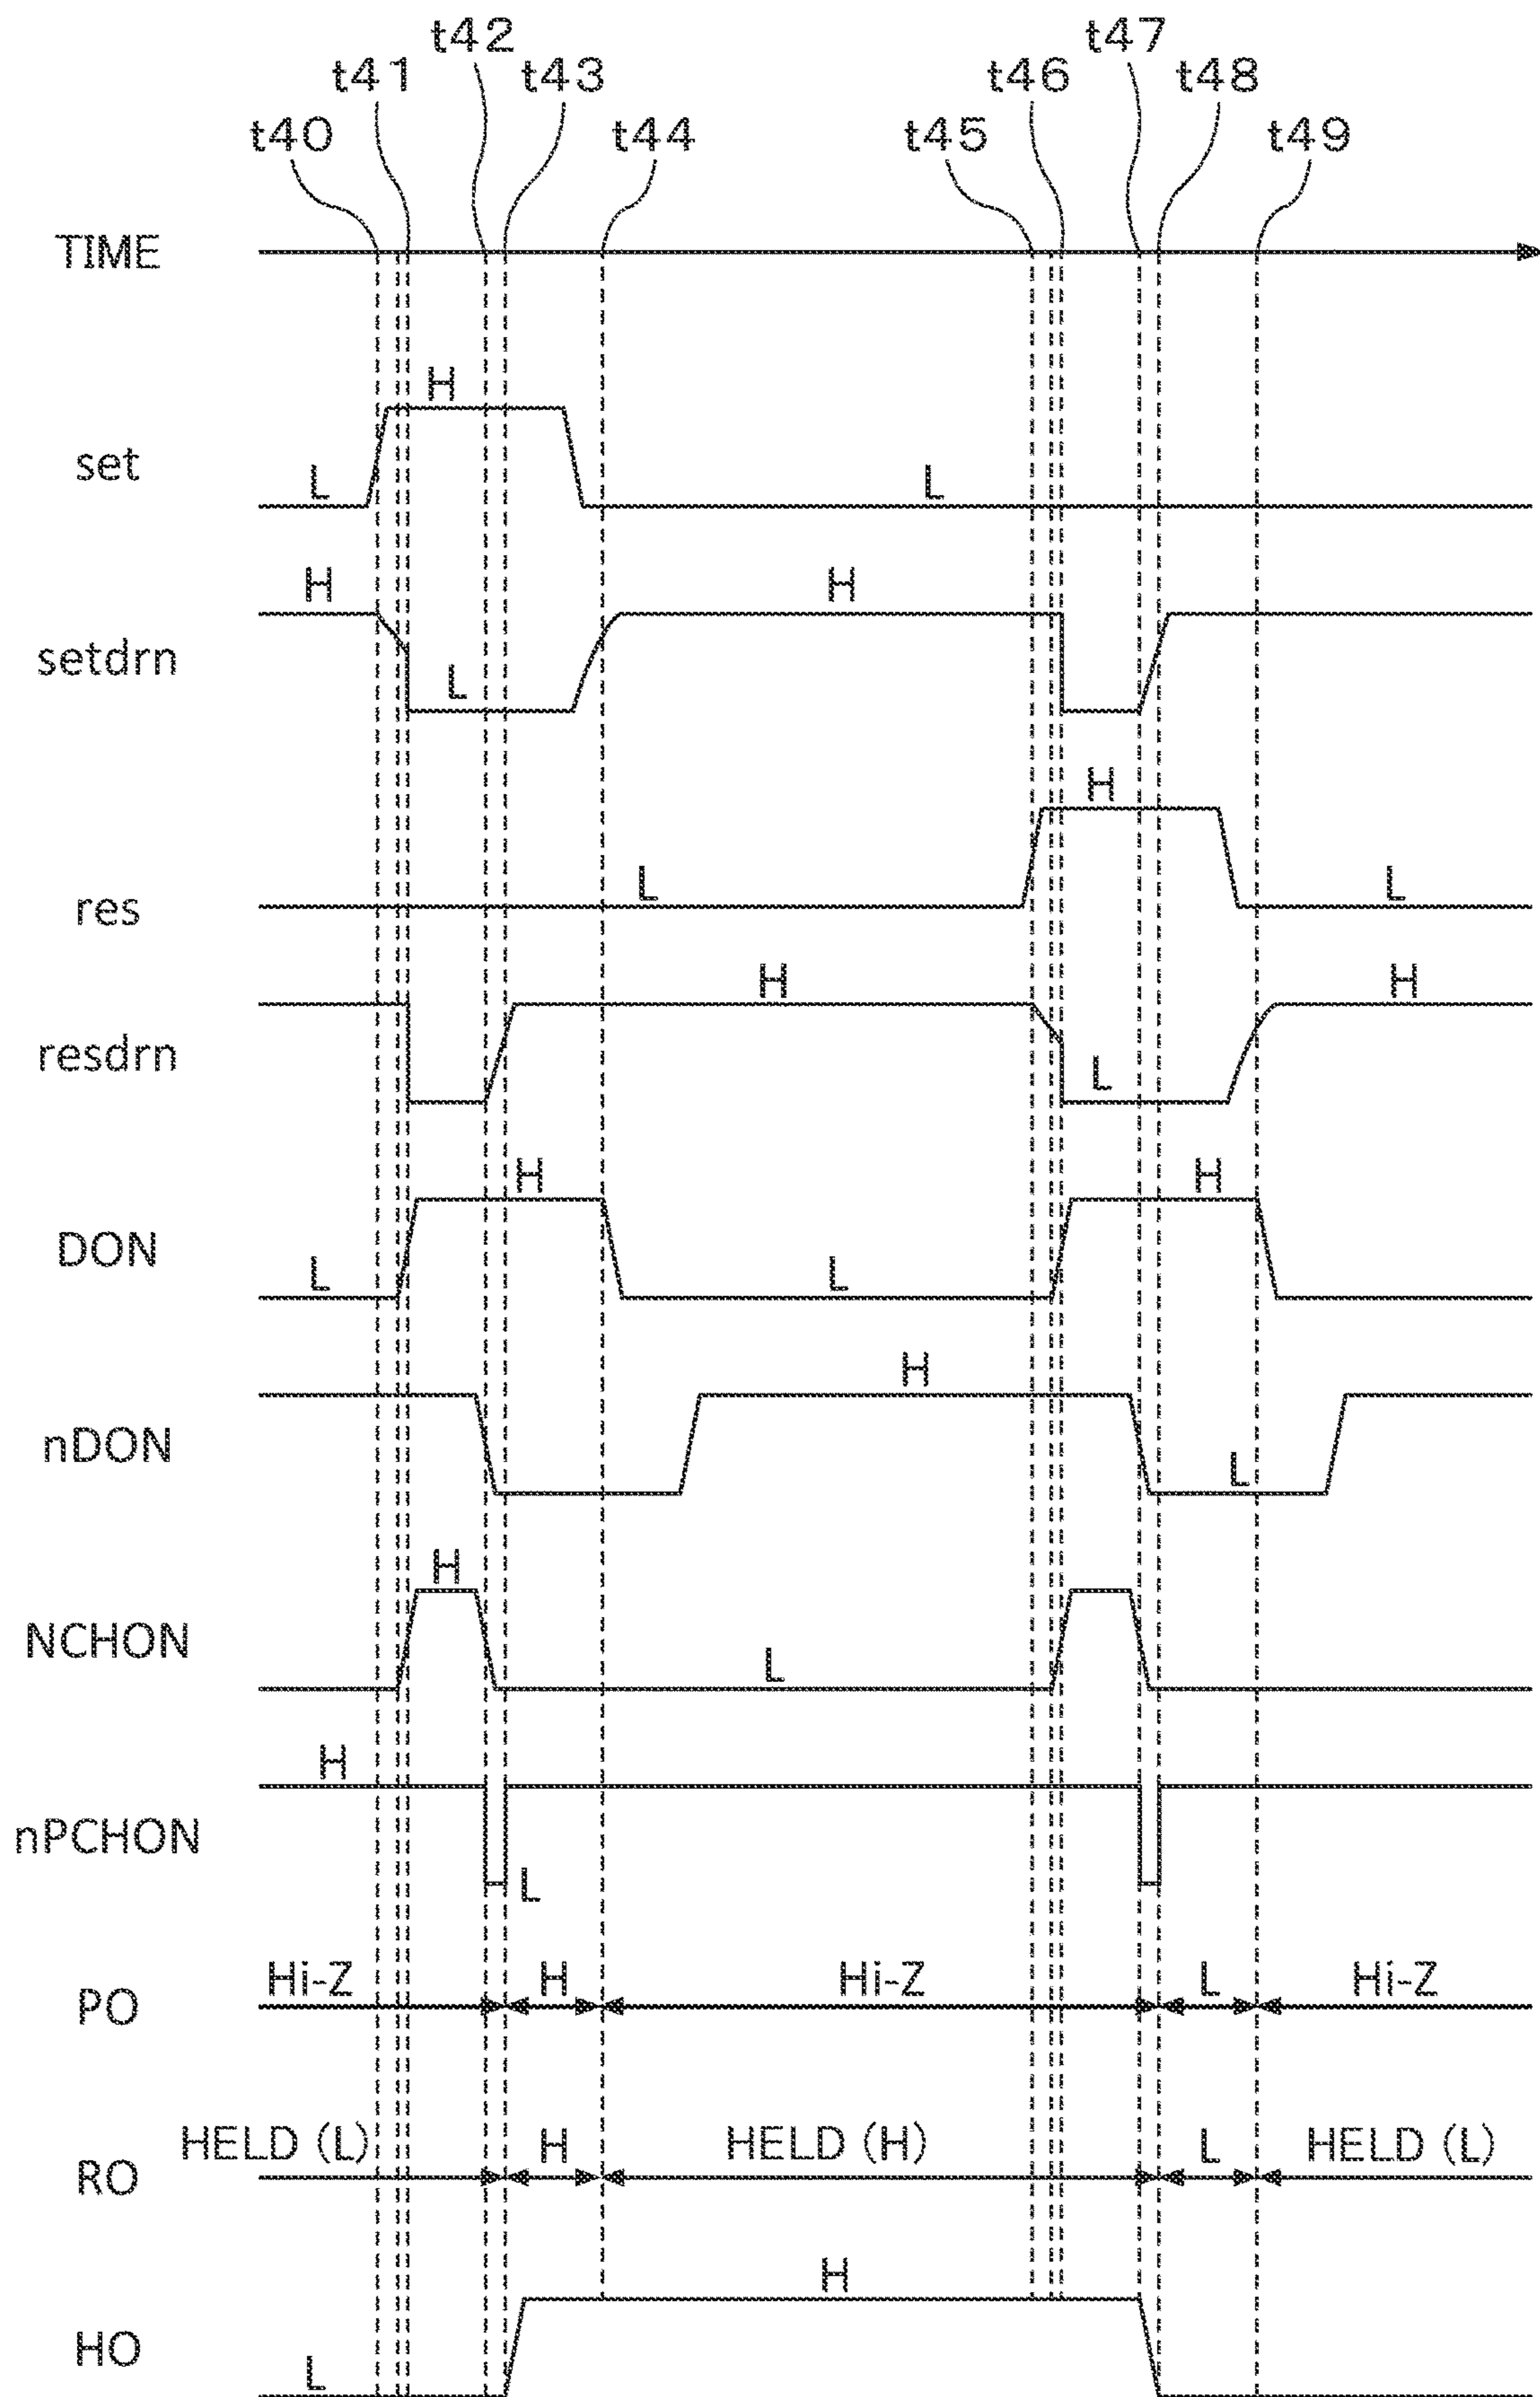 t42 t47
t41 t43 t46 t48
t40 t44 t45 t49
TIME
H
set L L
H H
setdrn L
H
res L L
H H
resdrn L
H H
DON L L
H
nDON L
H
NCHON L
H
nPCHON L
PO Hi-Z H Hi-Z L Hi-Z
RO HELD (L) H HELD (H) L HELD (L)
H
HO L